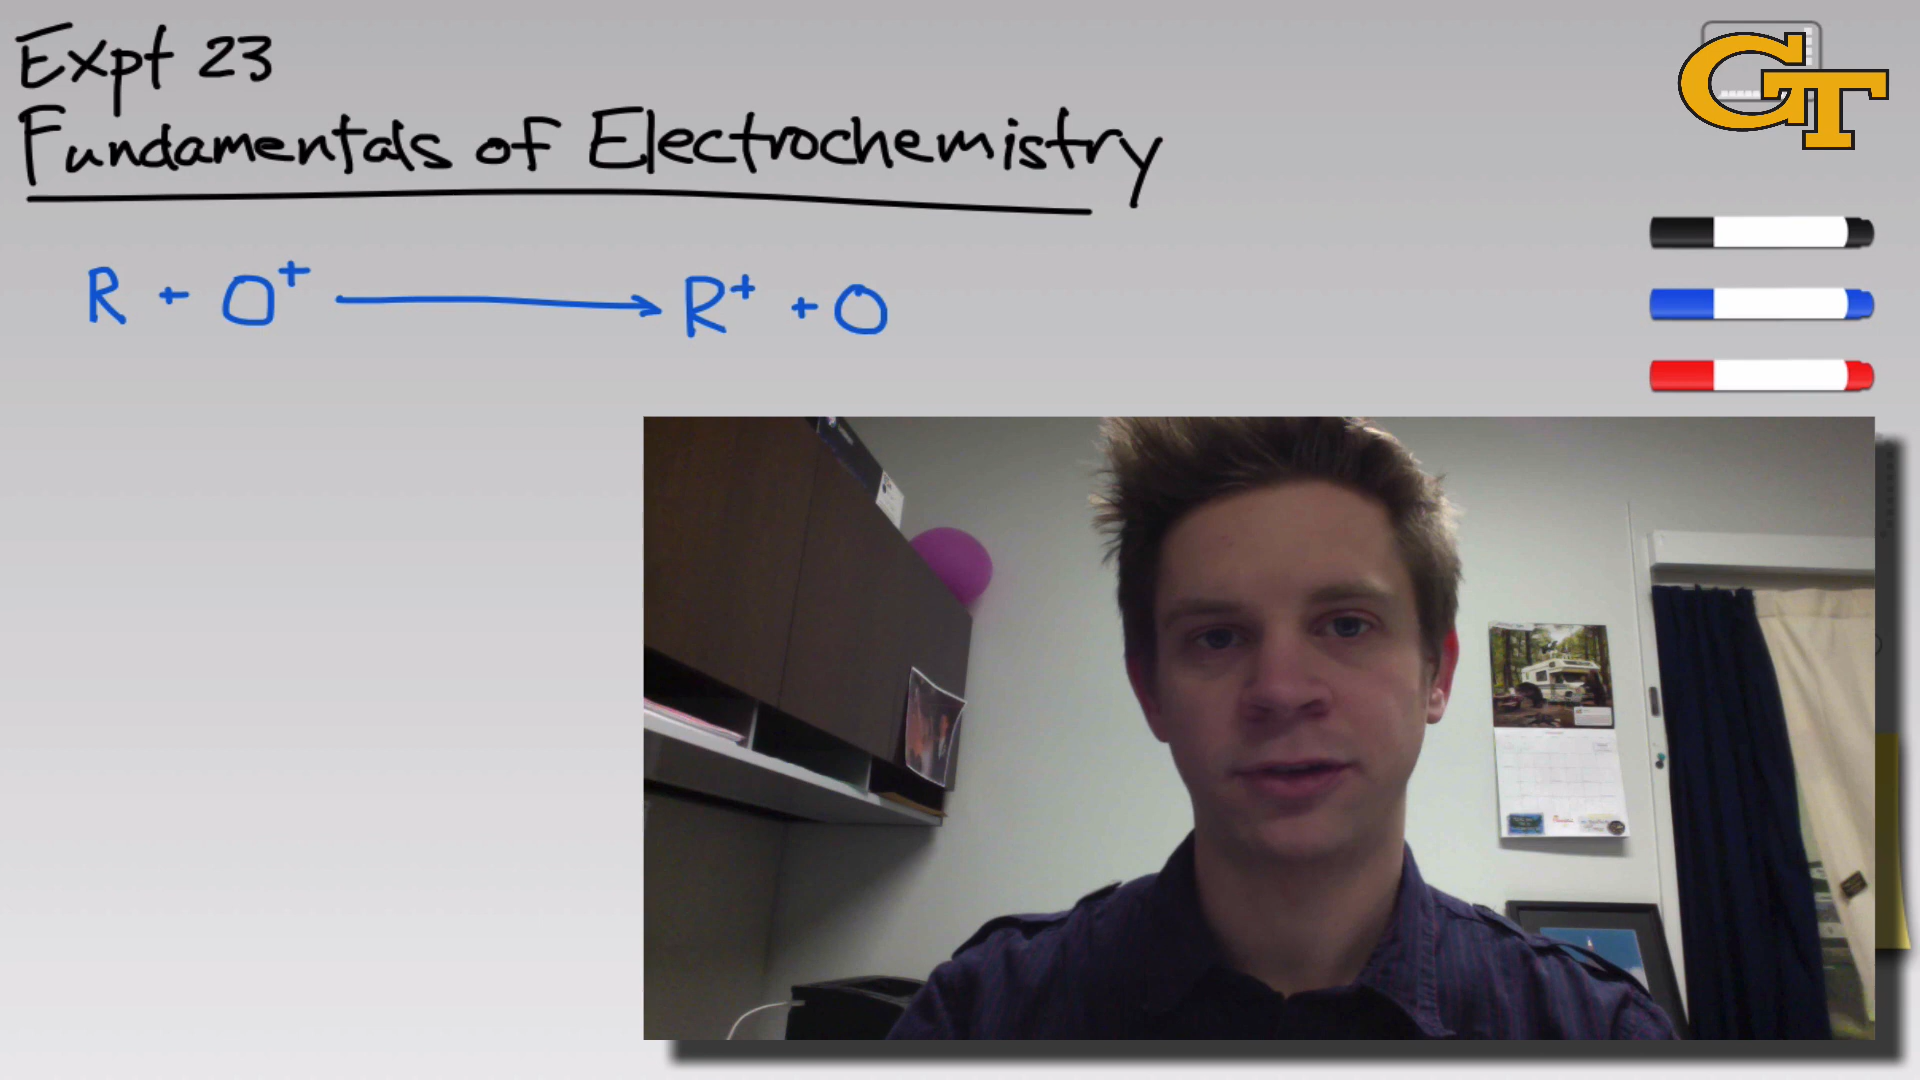 Expt 23
Fundamentals of Electrochemistry
GT
R + O⁺ ⟶ R⁺ + O